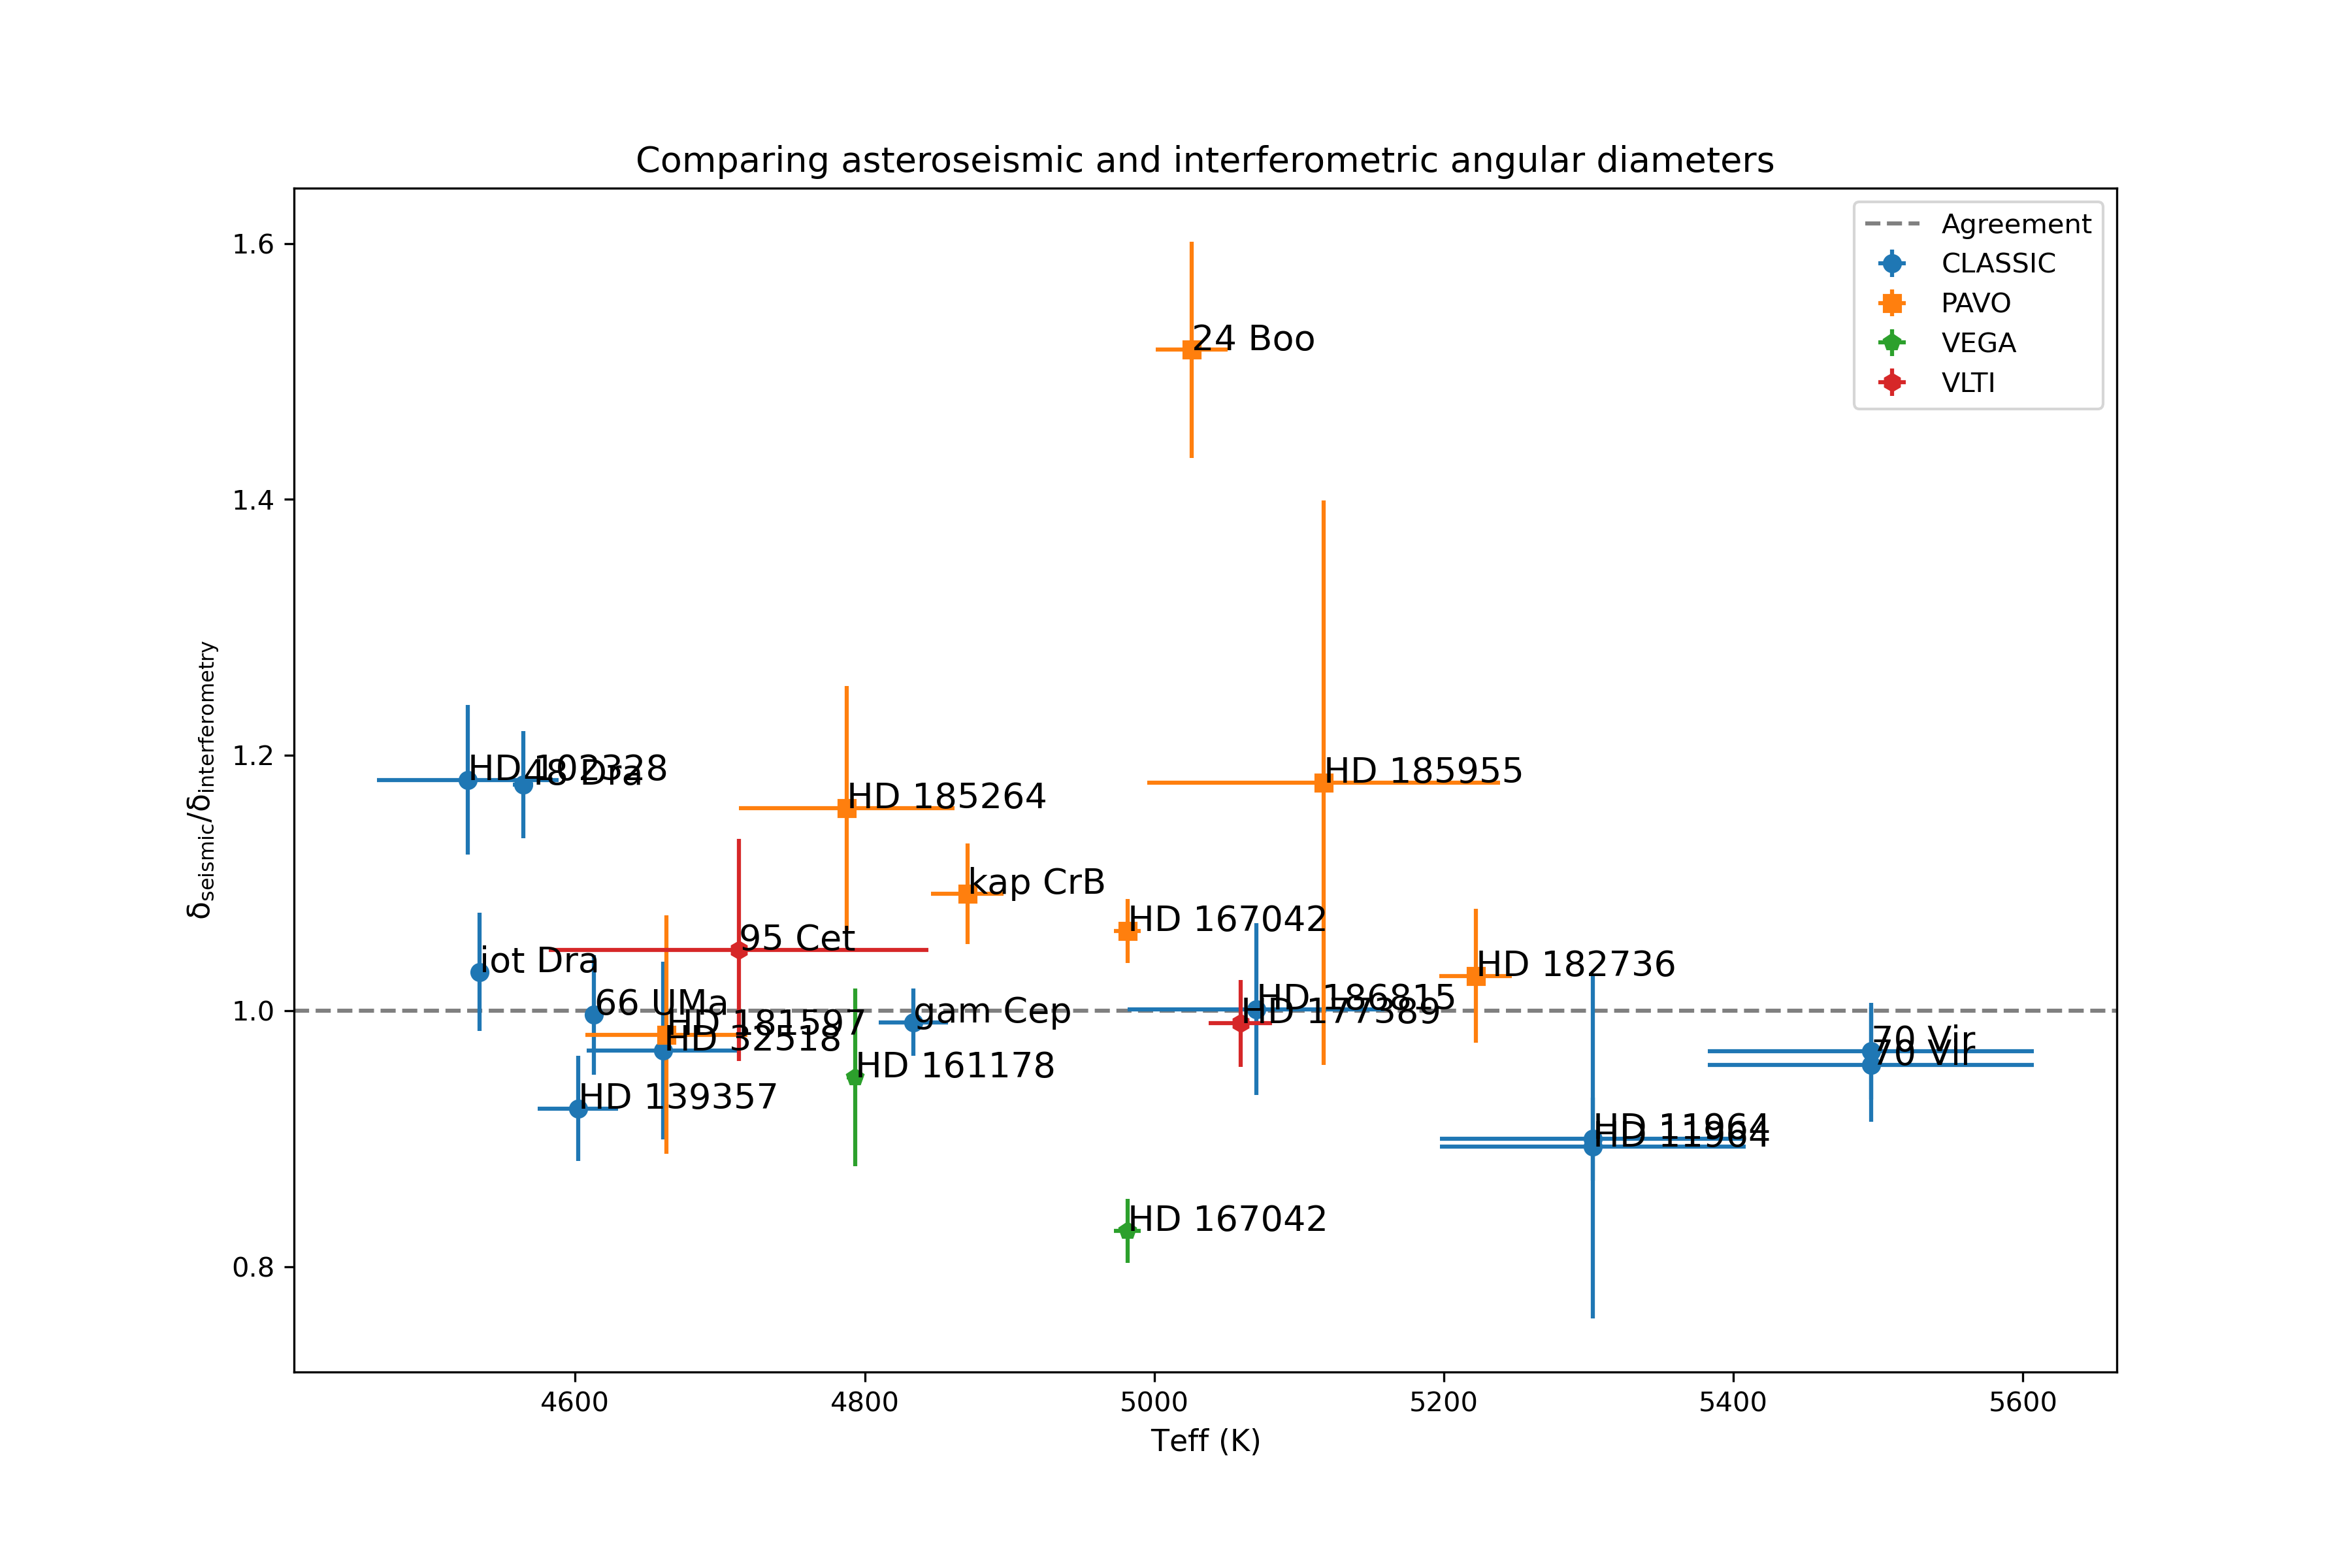 Comparing asteroseismic and interferometric angular diameters
1.6
1.4
1.2
1.0
0.8
δseismic/δinterferometry
Agreement
CLASSIC
PAVO
VEGA
VLTI
24 Boo
HD 102328
48 Dra
HD 185955
HD 185264
kap CrB
HD 167042
95 Cet
iot Dra
HD 182736
66 UMa
HD 186815
gam Cep
HD 177389
HD 181597
HD 32518
70 Vir
70 Vir
HD 161178
HD 139357
HD 11964
HD 11964
HD 167042
4600
4800
5000
5200
5400
5600
Teff (K)